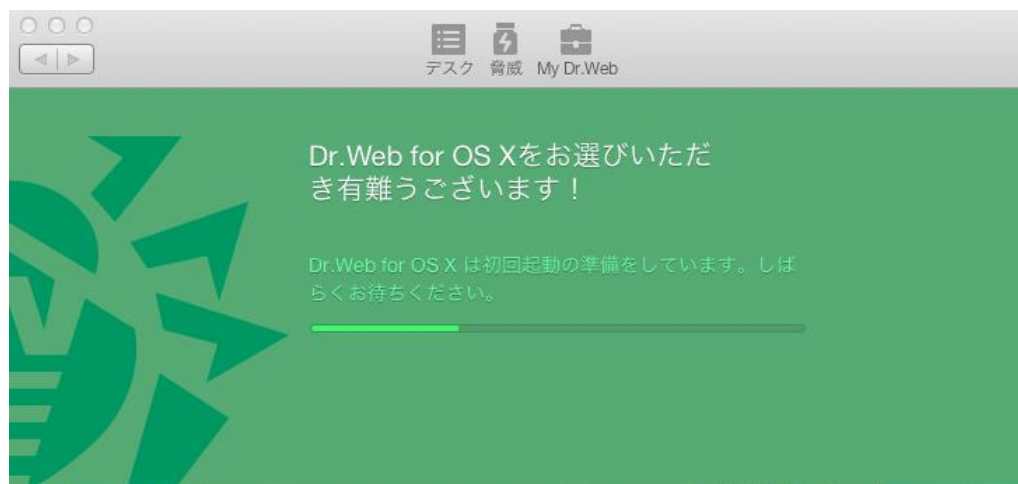 デスク 脅威 My Dr.Web
Dr.Web for OS Xをお選びいただ
き有難うございます！
Dr.Web for OS X は初回起動の準備をしています。しば
らくお待ちください。